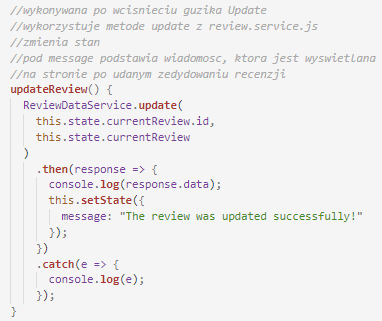 //wykonywana po wcisnieciu guzika Update
//wykorzystuje metode update z review.service.js
//zmienia stan
//pod message podstawia wiadomosc, ktora jest wyswietlana
//na stronie po udanym zedydowaniu recenzji
updateReview() {
ReviewDataService.update(
this.state.currentReview.id,
this.state.currentReview
)
.then(response => {
console.log(response.data);
this.setState({
message: "The review was updated successfully!"
});
})
.catch(e => {
console.log(e);
});
}